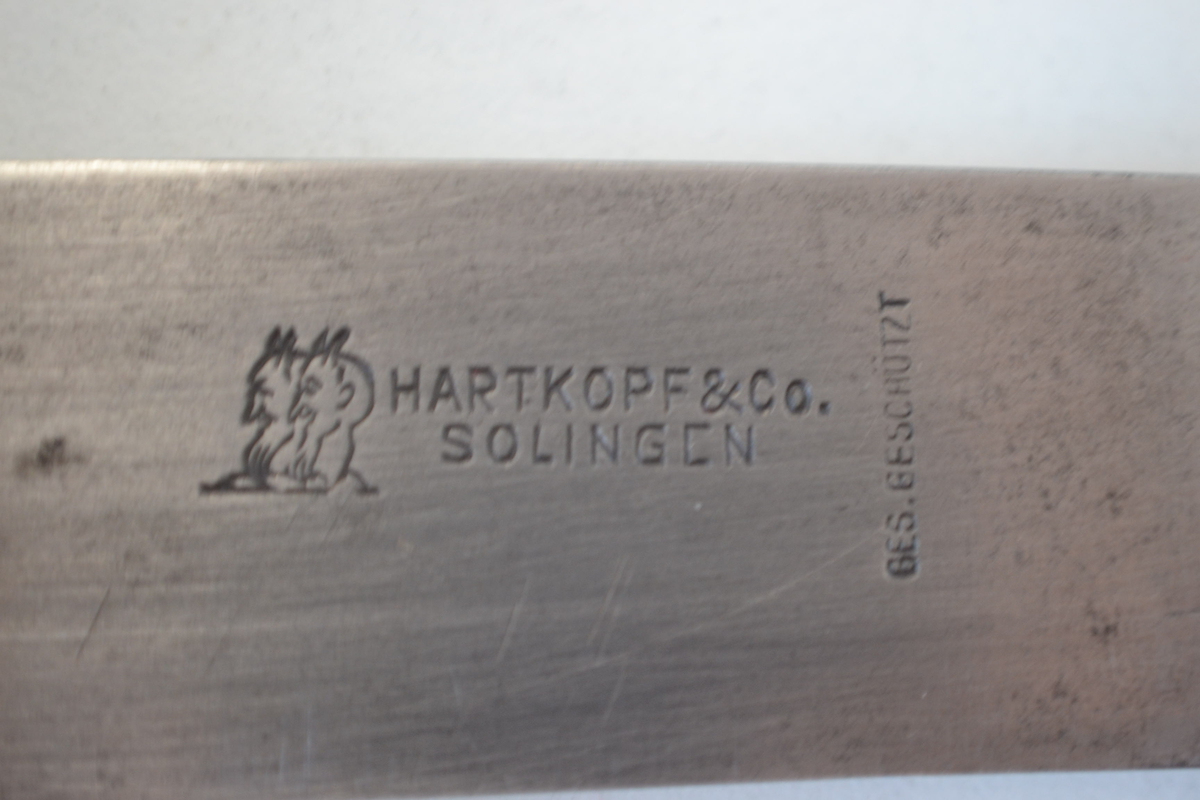 HARTKOPF & Co.
SOLINGEN
GES. GESCHÜTZT